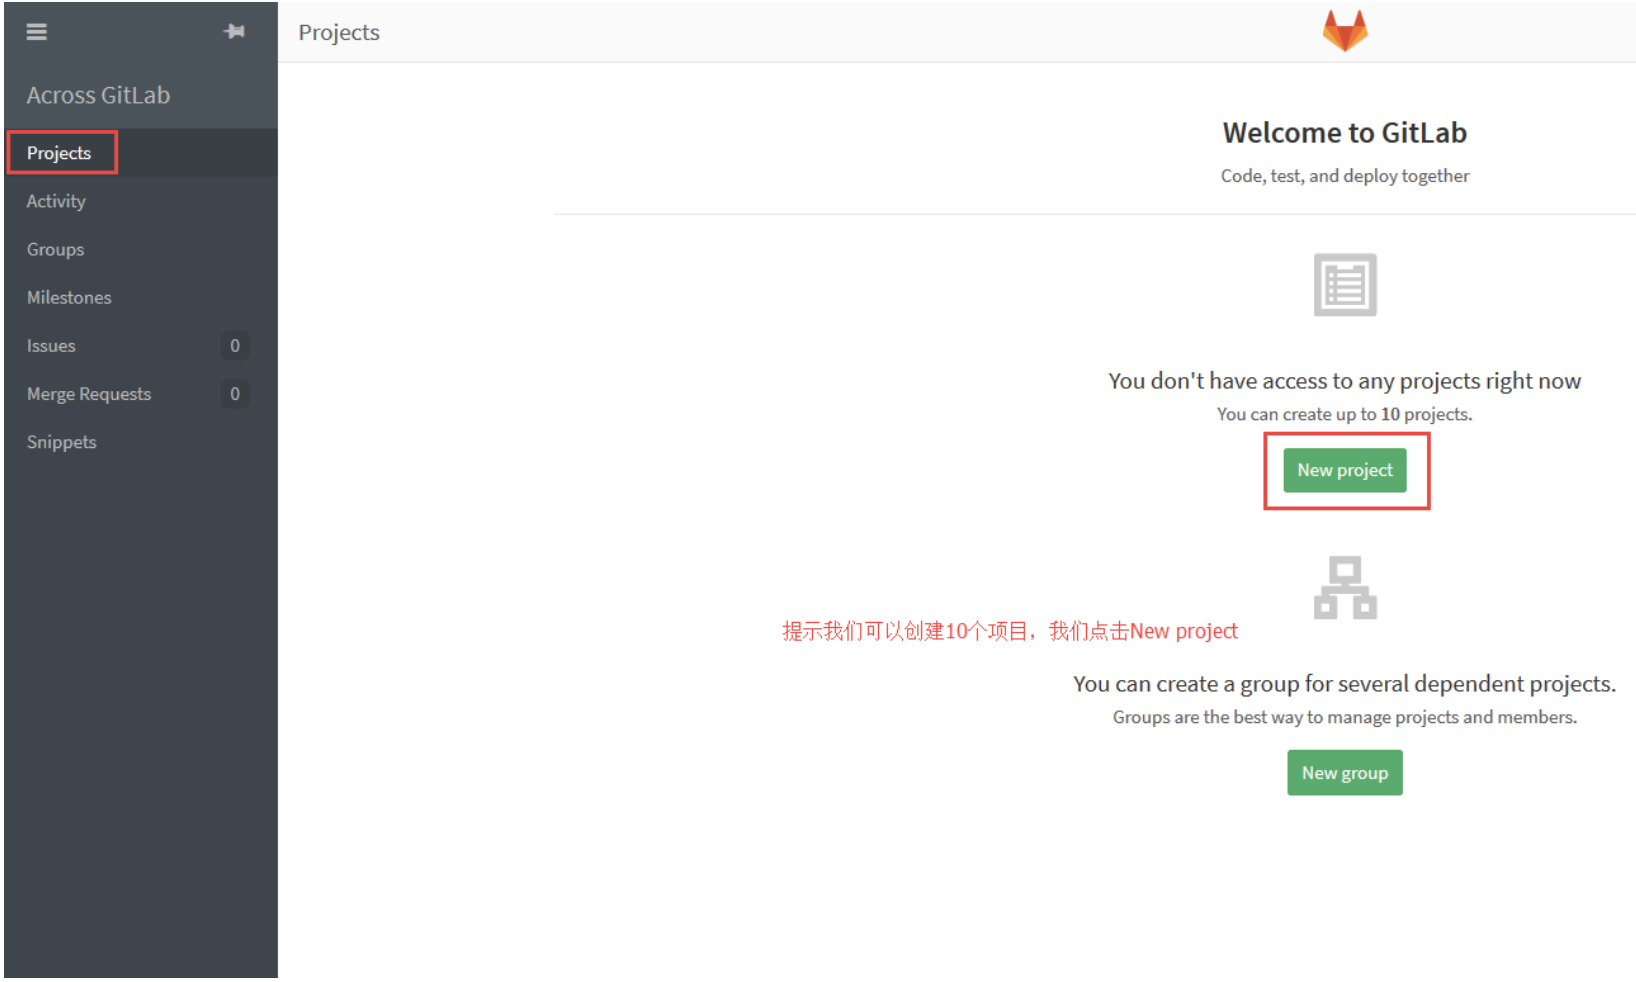 Projects
Across GitLab
Projects
Activity
Groups
Milestones
Issues 0
Merge Requests 0
Snippets
Welcome to GitLab
Code, test, and deploy together
You don't have access to any projects right now
You can create up to 10 projects.
New project
提示我们可以创建10个项目，我们点击New project
You can create a group for several dependent projects.
Groups are the best way to manage projects and members.
New group